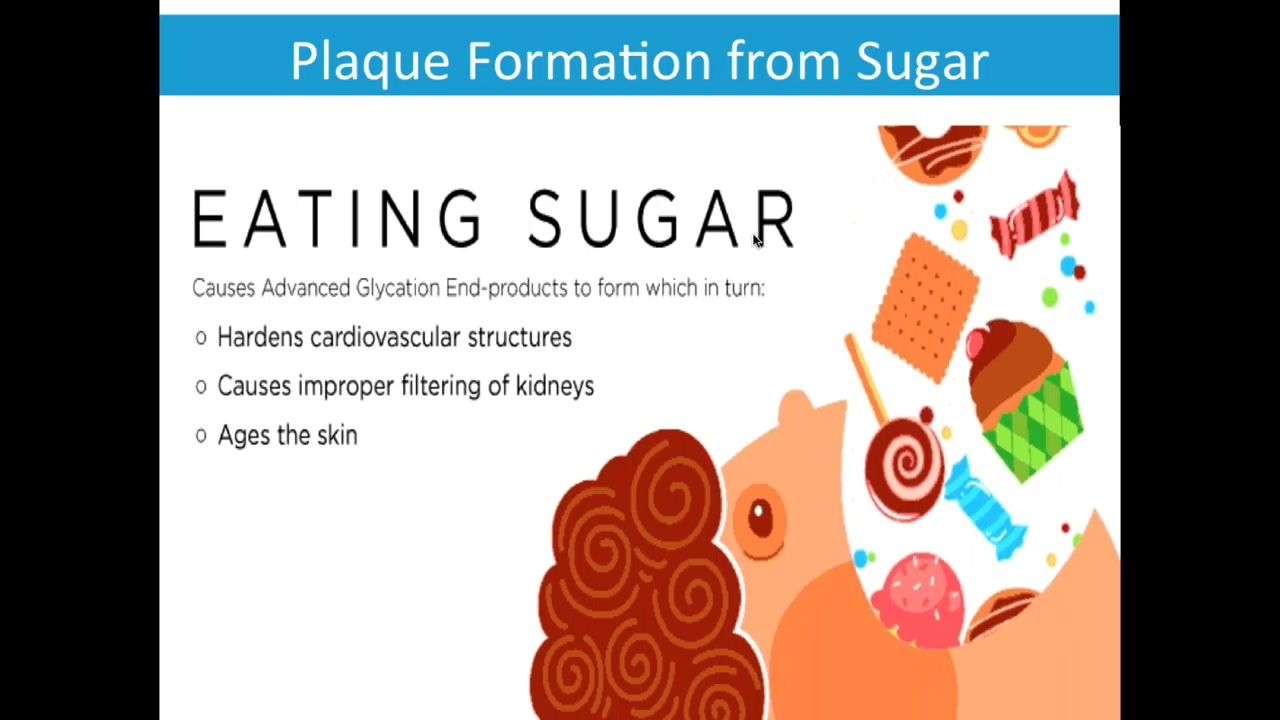 Plaque Formation from Sugar
EATING SUGAR
Causes Advanced Glycation End-products to form which in turn:
o Hardens cardiovascular structures
o Causes improper filtering of kidneys
o Ages the skin